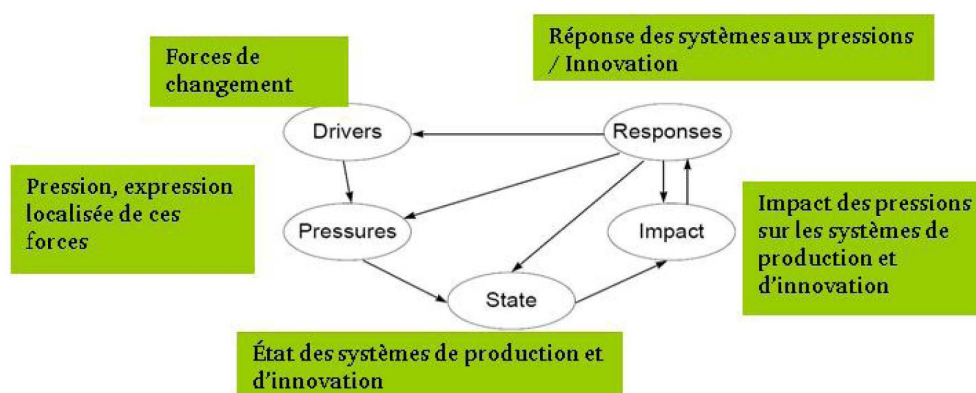 Forces de
changement
Réponse des systèmes aux pressions
/ Innovation
Drivers
Responses
Pression, expression
localisée de ces
forces
Pressures
Impact
Impact des pressions
sur les systèmes de
production et
d'innovation
State
État des systèmes de production et
d'innovation